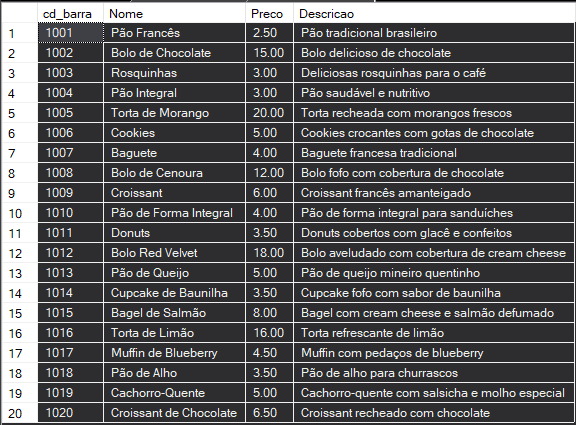 cd_barra Nome Preco Descricao
1 1001 Pão Francês 2.50 Pão tradicional brasileiro
2 1002 Bolo de Chocolate 15.00 Bolo delicioso de chocolate
3 1003 Rosquinhas 3.00 Deliciosas rosquinhas para o café
4 1004 Pão Integral 3.00 Pão saudável e nutritivo
5 1005 Torta de Morango 20.00 Torta recheada com morangos frescos
6 1006 Cookies 5.00 Cookies crocantes com gotas de chocolate
7 1007 Baguete 4.00 Baguete francesa tradicional
8 1008 Bolo de Cenoura 12.00 Bolo fofo com cobertura de chocolate
9 1009 Croissant 6.00 Croissant francês amanteigado
10 1010 Pão de Forma Integral 4.00 Pão de forma integral para sanduíches
11 1011 Donuts 3.50 Donuts cobertos com glacê e confeitos
12 1012 Bolo Red Velvet 18.00 Bolo aveludado com cobertura de cream cheese
13 1013 Pão de Queijo 5.00 Pão de queijo mineiro quentinho
14 1014 Cupcake de Baunilha 3.50 Cupcake fofo com sabor de baunilha
15 1015 Bagel de Salmão 8.00 Bagel com cream cheese e salmão defumado
16 1016 Torta de Limão 16.00 Torta refrescante de limão
17 1017 Muffin de Blueberry 4.50 Muffin com pedaços de blueberry
18 1018 Pão de Alho 3.50 Pão de alho para churrascos
19 1019 Cachorro-Quente 5.00 Cachorro-quente com salsicha e molho especial
20 1020 Croissant de Chocolate 6.50 Croissant recheado com chocolate